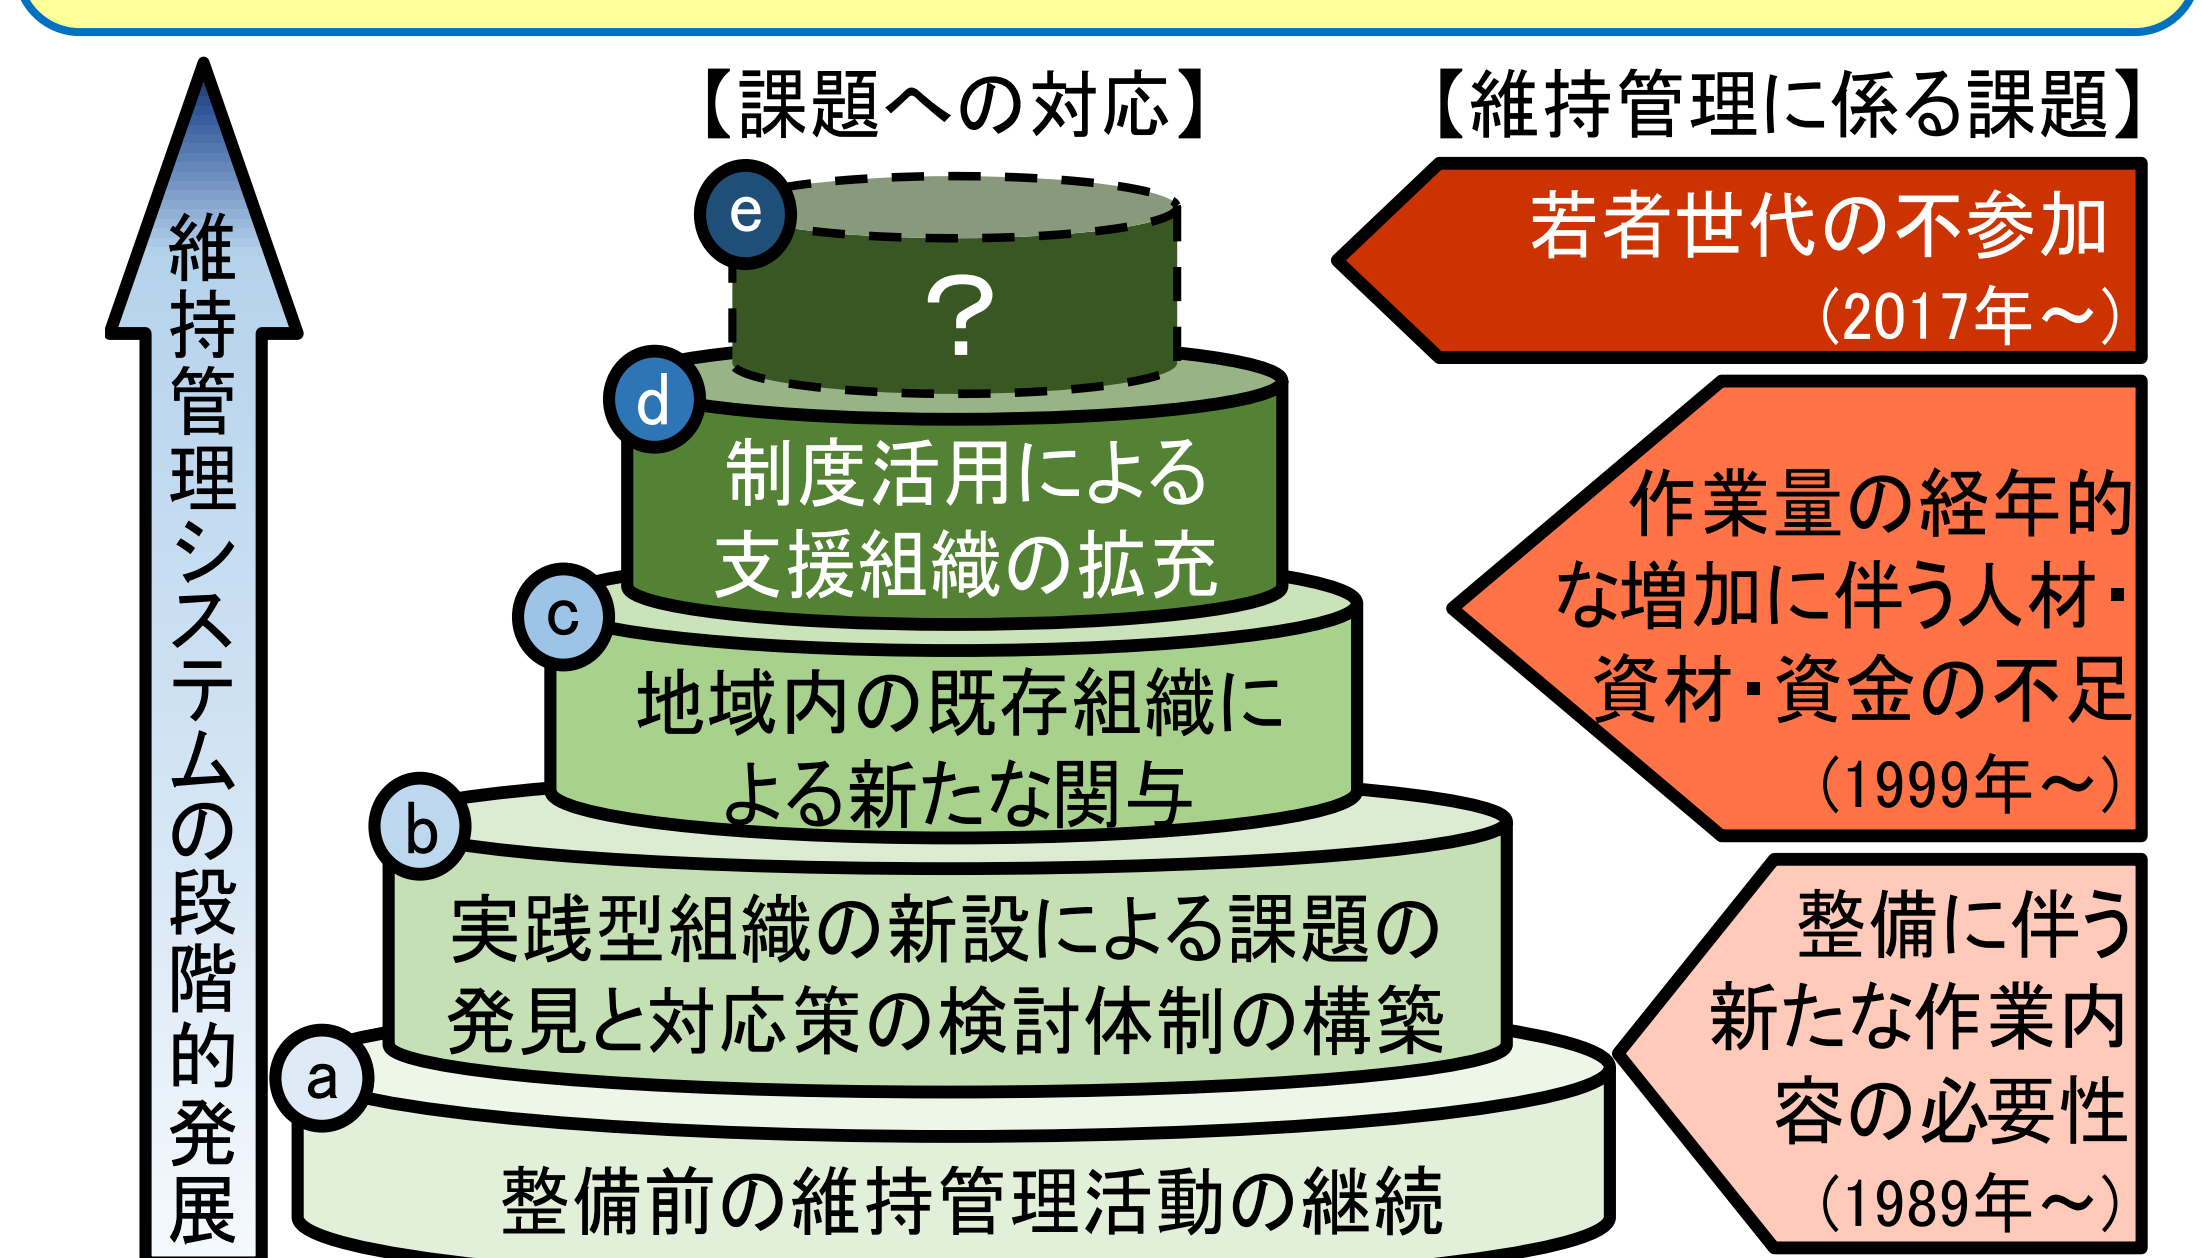 維持管理システムの段階的発展
【課題への対応】
e
?
d
制度活用による
支援組織の拡充
c
地域内の既存組織に
よる新たな関与
b
実践型組織の新設による課題の
発見と対応策の検討体制の構築
a
整備前の維持管理活動の継続
【維持管理に係る課題】
若者世代の不参加
(2017年～)
作業量の経年的
な増加に伴う人材・
資材・資金の不足
(1999年～)
整備に伴う
新たな作業内
容の必要性
(1989年～)